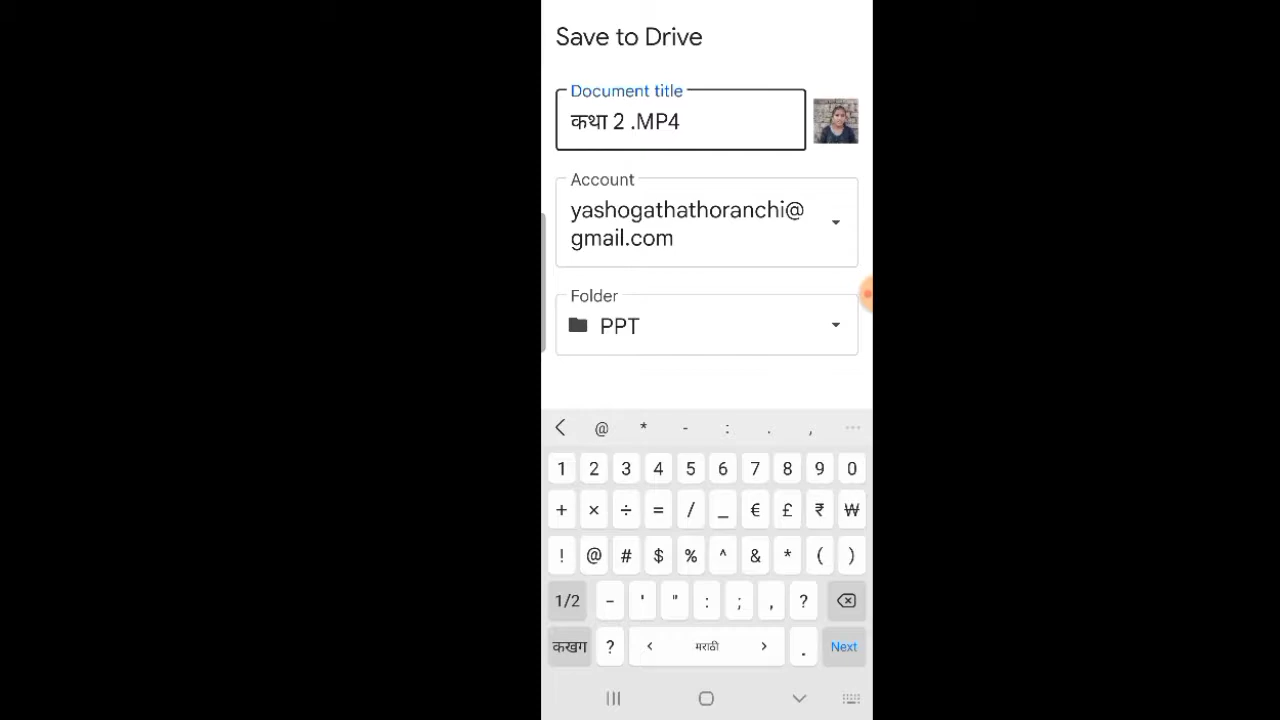 Save to Drive
Document title
कथा 2 .MP4
Account
yashogathathoranchi@
gmail.com
Folder
PPT
@ * - : . , ...
1 2 3 4 5 6 7 8 9 0
+ × ÷ = / _ € £ ₹ ₩
! @ # $ % ^ & * ( )
1/2 - ' " : ; , ?
कखग ? < मराठी > . Next